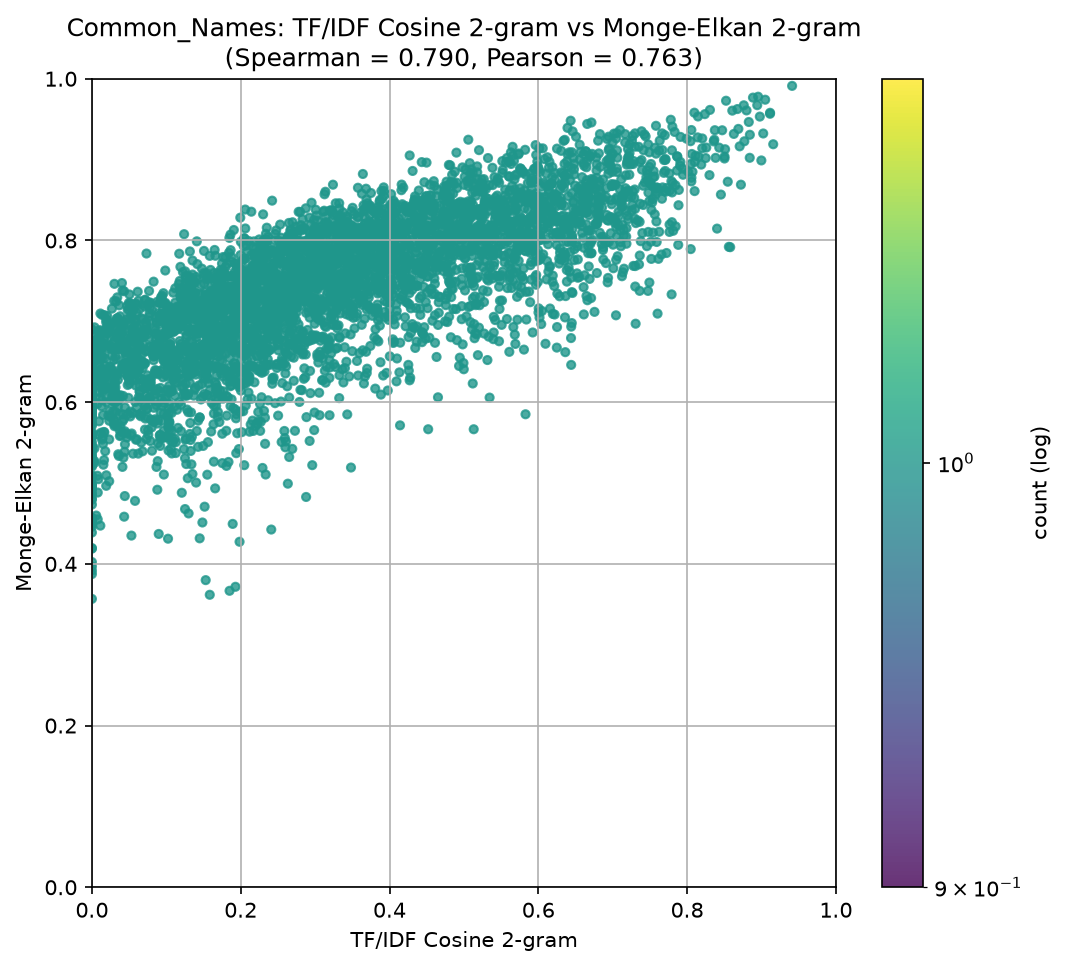 Common_Names: TF/IDF Cosine 2-gram vs Monge-Elkan 2-gram
(Spearman = 0.790, Pearson = 0.763)
1.0
0.8
0.6
0.4
0.2
0.0
Monge-Elkan 2-gram
0.0 0.2 0.4 0.6 0.8 1.0
TF/IDF Cosine 2-gram
10⁰
9 × 10⁻¹
count (log)